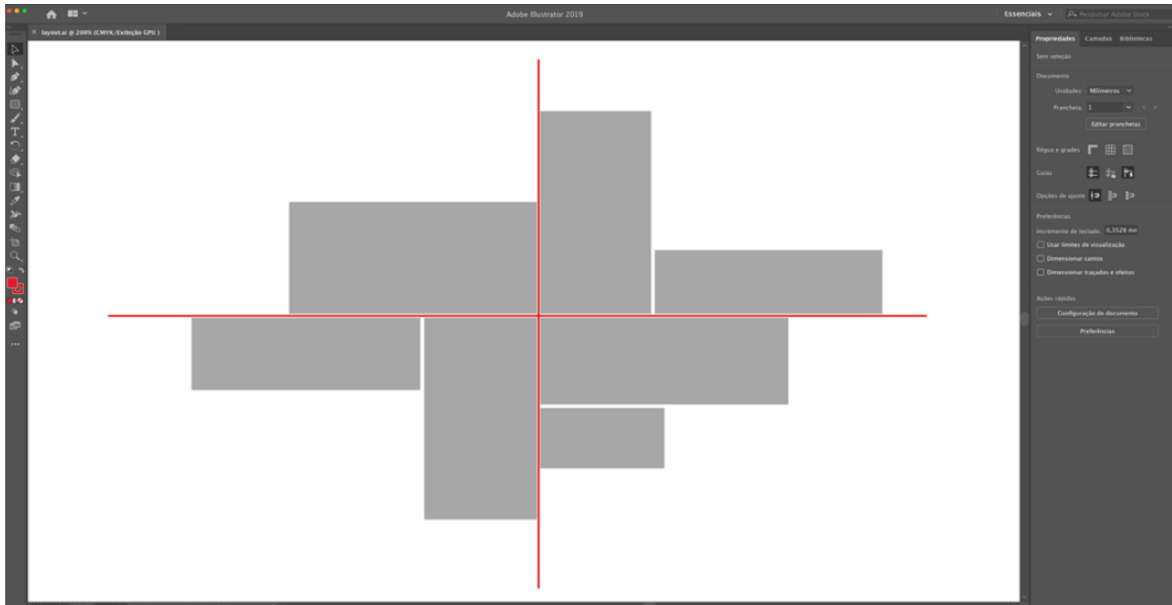 Adobe Illustrator 2019
Essenciais
Pesquisar Adobe Stock
× layout.ai @ 200% (CMYK/Exibição GPU )
Propriedades Camadas Bibliotecas
Sem seleção
Documento
Unidades: Milímetros
Prancheta: 1
Editar pranchetas
Régua e grades
Guias
Opções de ajuste
Preferências
Incremento de teclado: 0,3528 mm
Usar limites de visualização
Dimensionar cantos
Dimensionar traçados e efeitos
Ações rápidas
Configuração de documento
Preferências